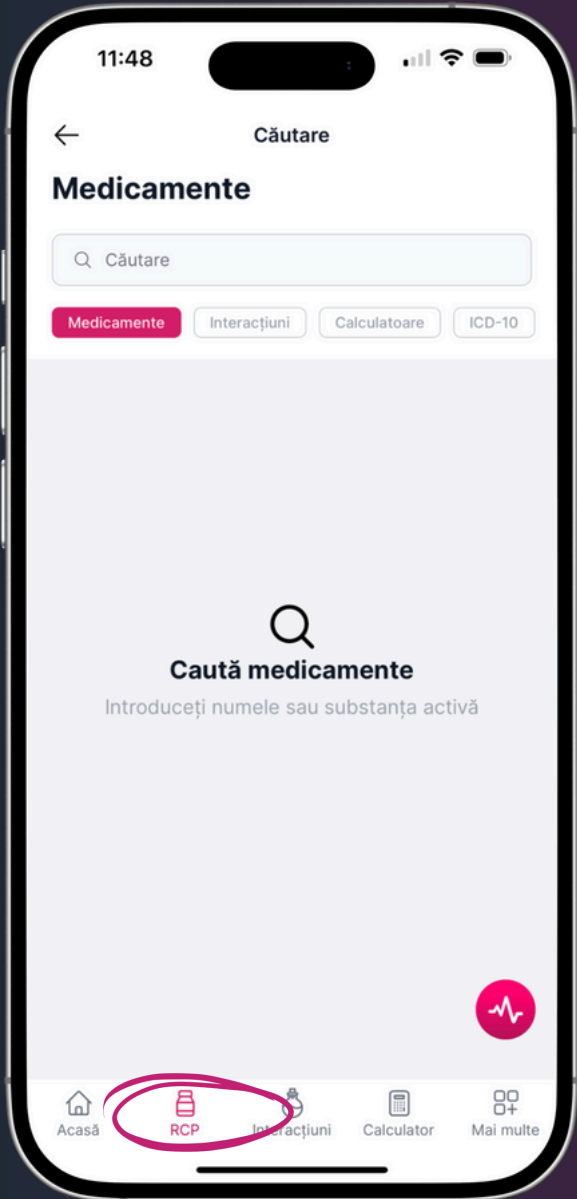 11:48
Căutare
Medicamente
Căutare
Medicamente Interacțiuni Calculatoare ICD-10
Caută medicamente
Introduceți numele sau substanța activă
Acasă RCP Interacțiuni Calculator Mai multe